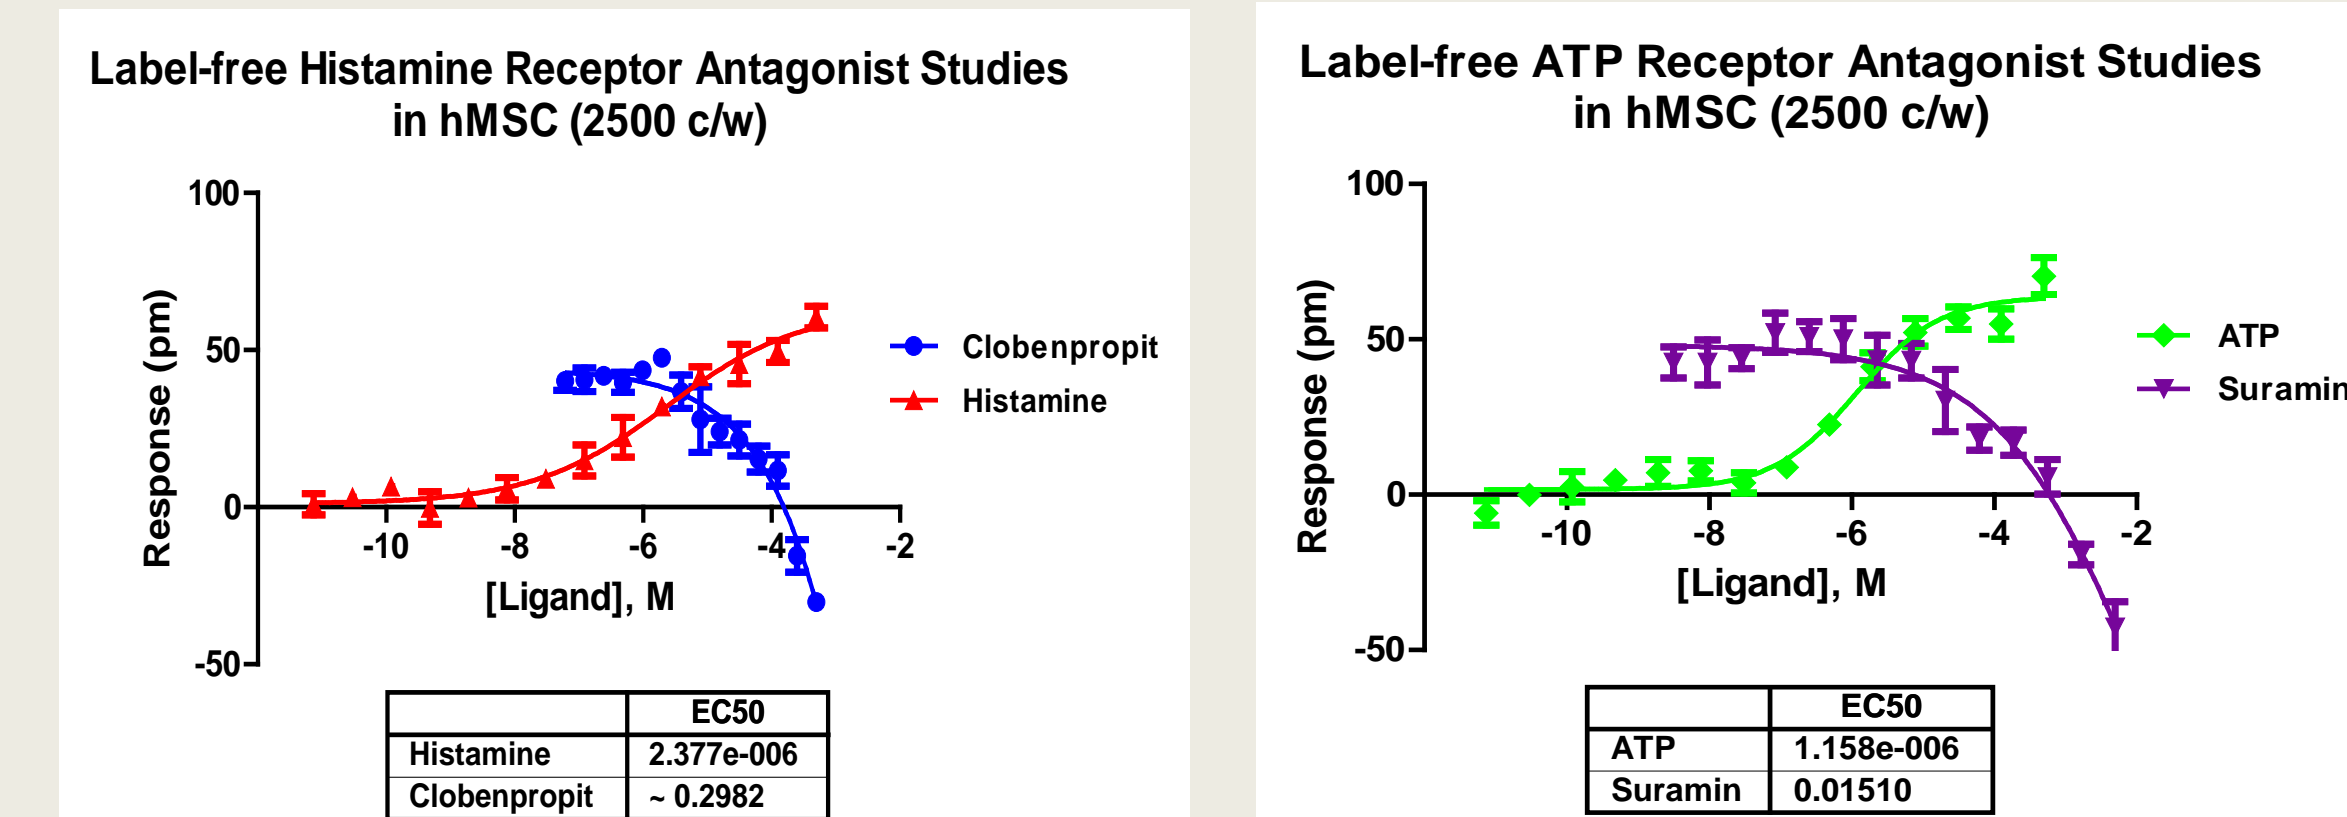 Label-free Histamine Receptor Antagonist Studies
in hMSC (2500 c/w)
100
50
0
-50
Response (pm)
-10
-8
-6
-4
-2
[Ligand], M
Clobenpropit
Histamine
EC50
Histamine 2.377e-006
Clobenpropit ~ 0.2982
Label-free ATP Receptor Antagonist Studies
in hMSC (2500 c/w)
100
50
0
-50
Response (pm)
-10
-8
-6
-4
-2
[Ligand], M
ATP
Suramin
EC50
ATP 1.158e-006
Suramin 0.01510